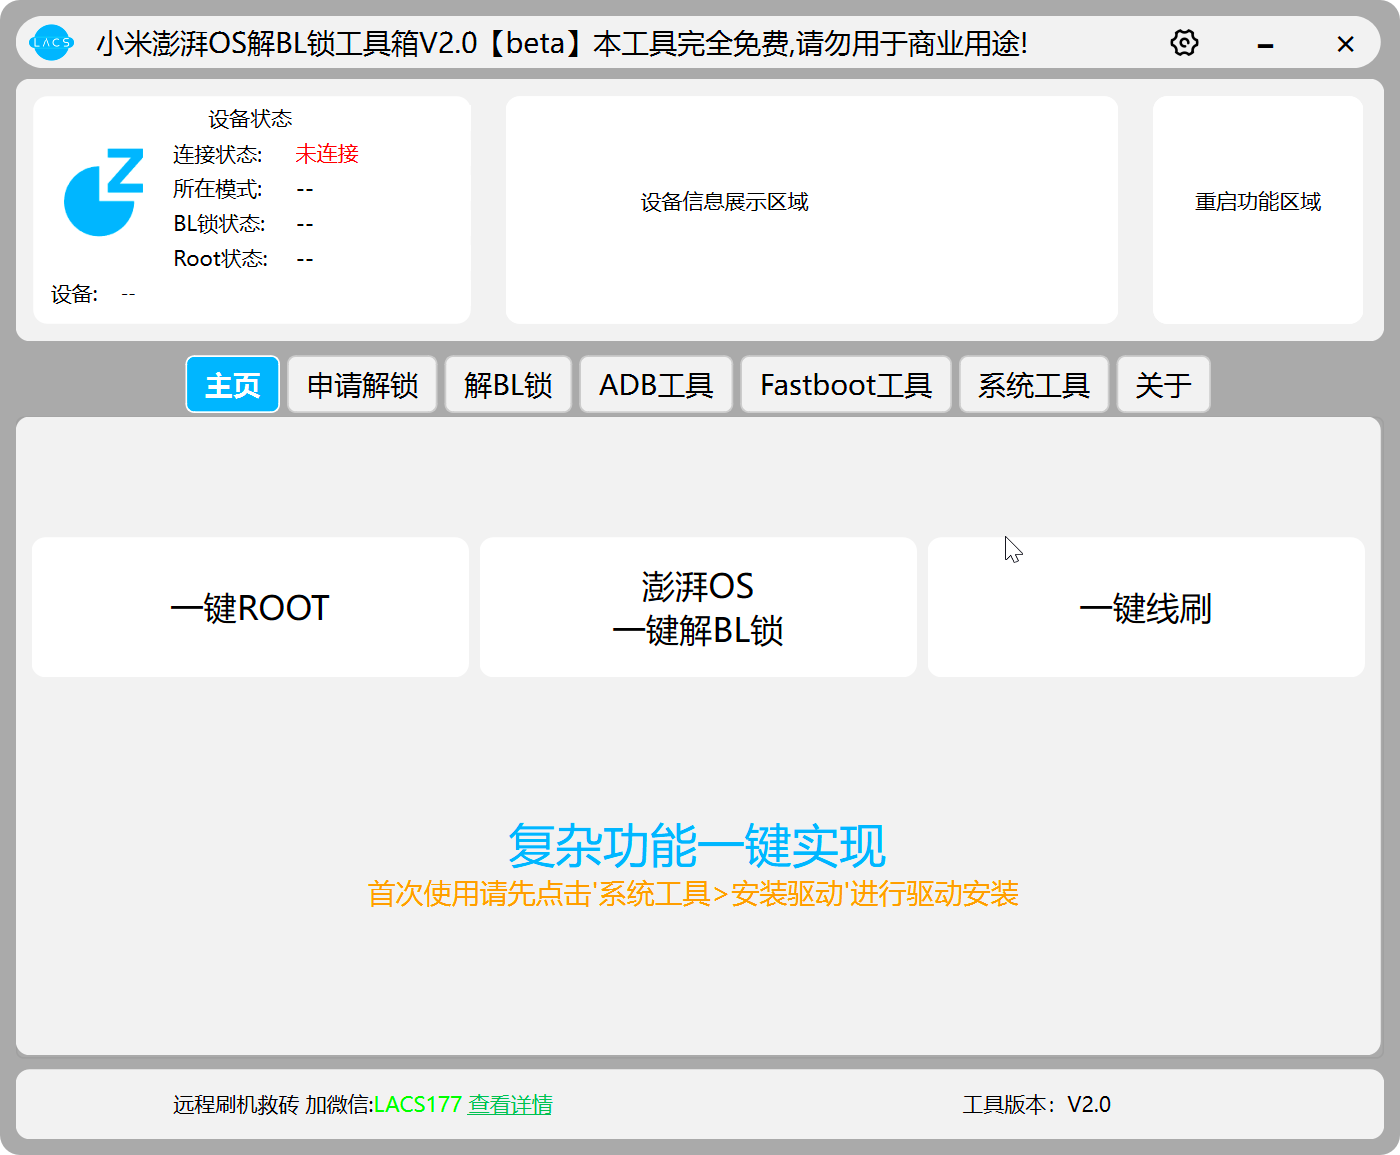 LACS
小米澎湃OS解BL锁工具箱V2.0【beta】本工具完全免费,请勿用于商业用途!
设备状态
连接状态: 未连接
所在模式: --
BL锁状态: --
Root状态: --
设备: --
设备信息展示区域
重启功能区域
主页 申请解锁 解BL锁 ADB工具 Fastboot工具 系统工具 关于
一键ROOT
澎湃OS
一键解BL锁
一键线刷
复杂功能一键实现
首次使用请先点击'系统工具>安装驱动'进行驱动安装
远程刷机救砖 加微信:LACS177 查看详情
工具版本：V2.0